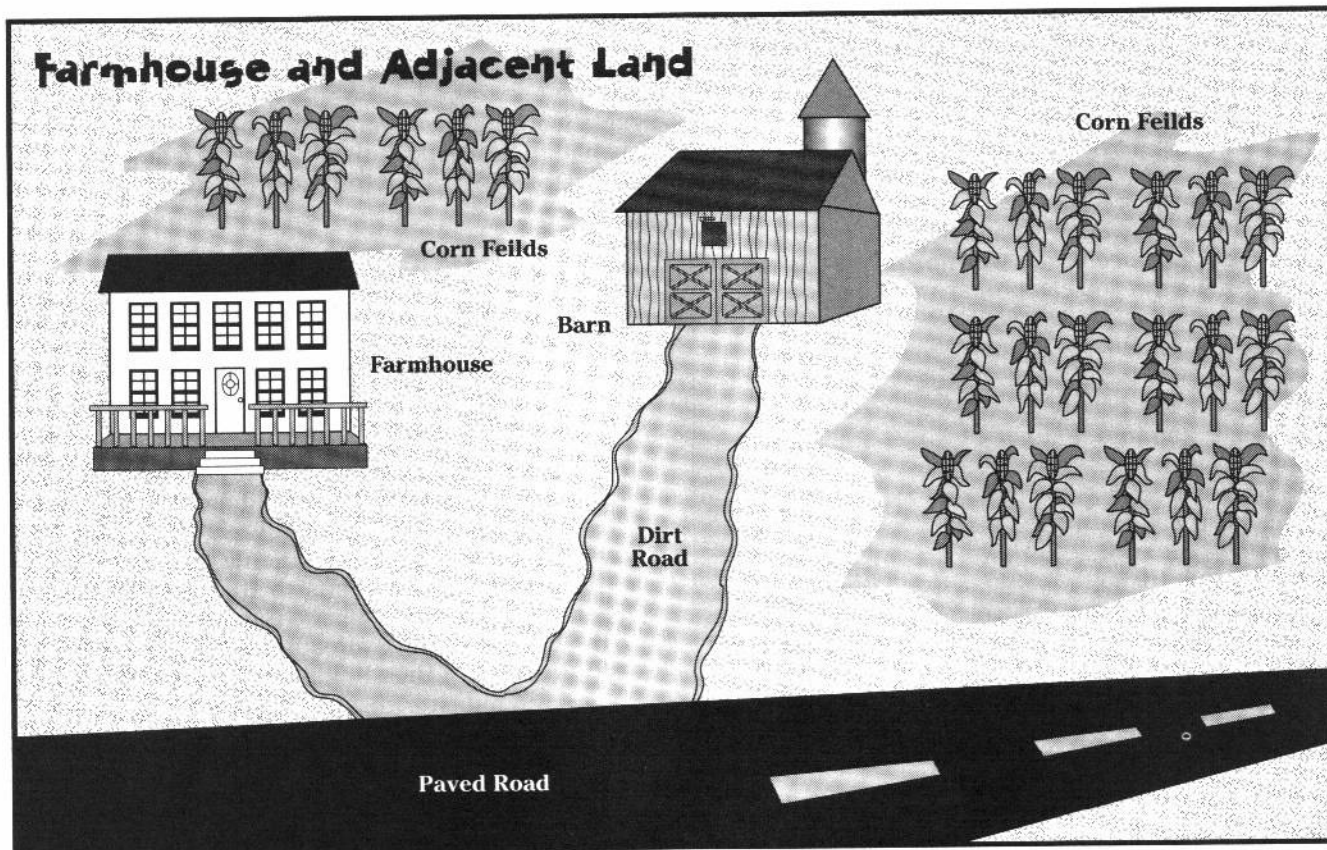 Farmhouse and Adjacent Land
Corn Feilds
Corn Feilds
Barn
Farmhouse
Dirt
Road
Paved Road